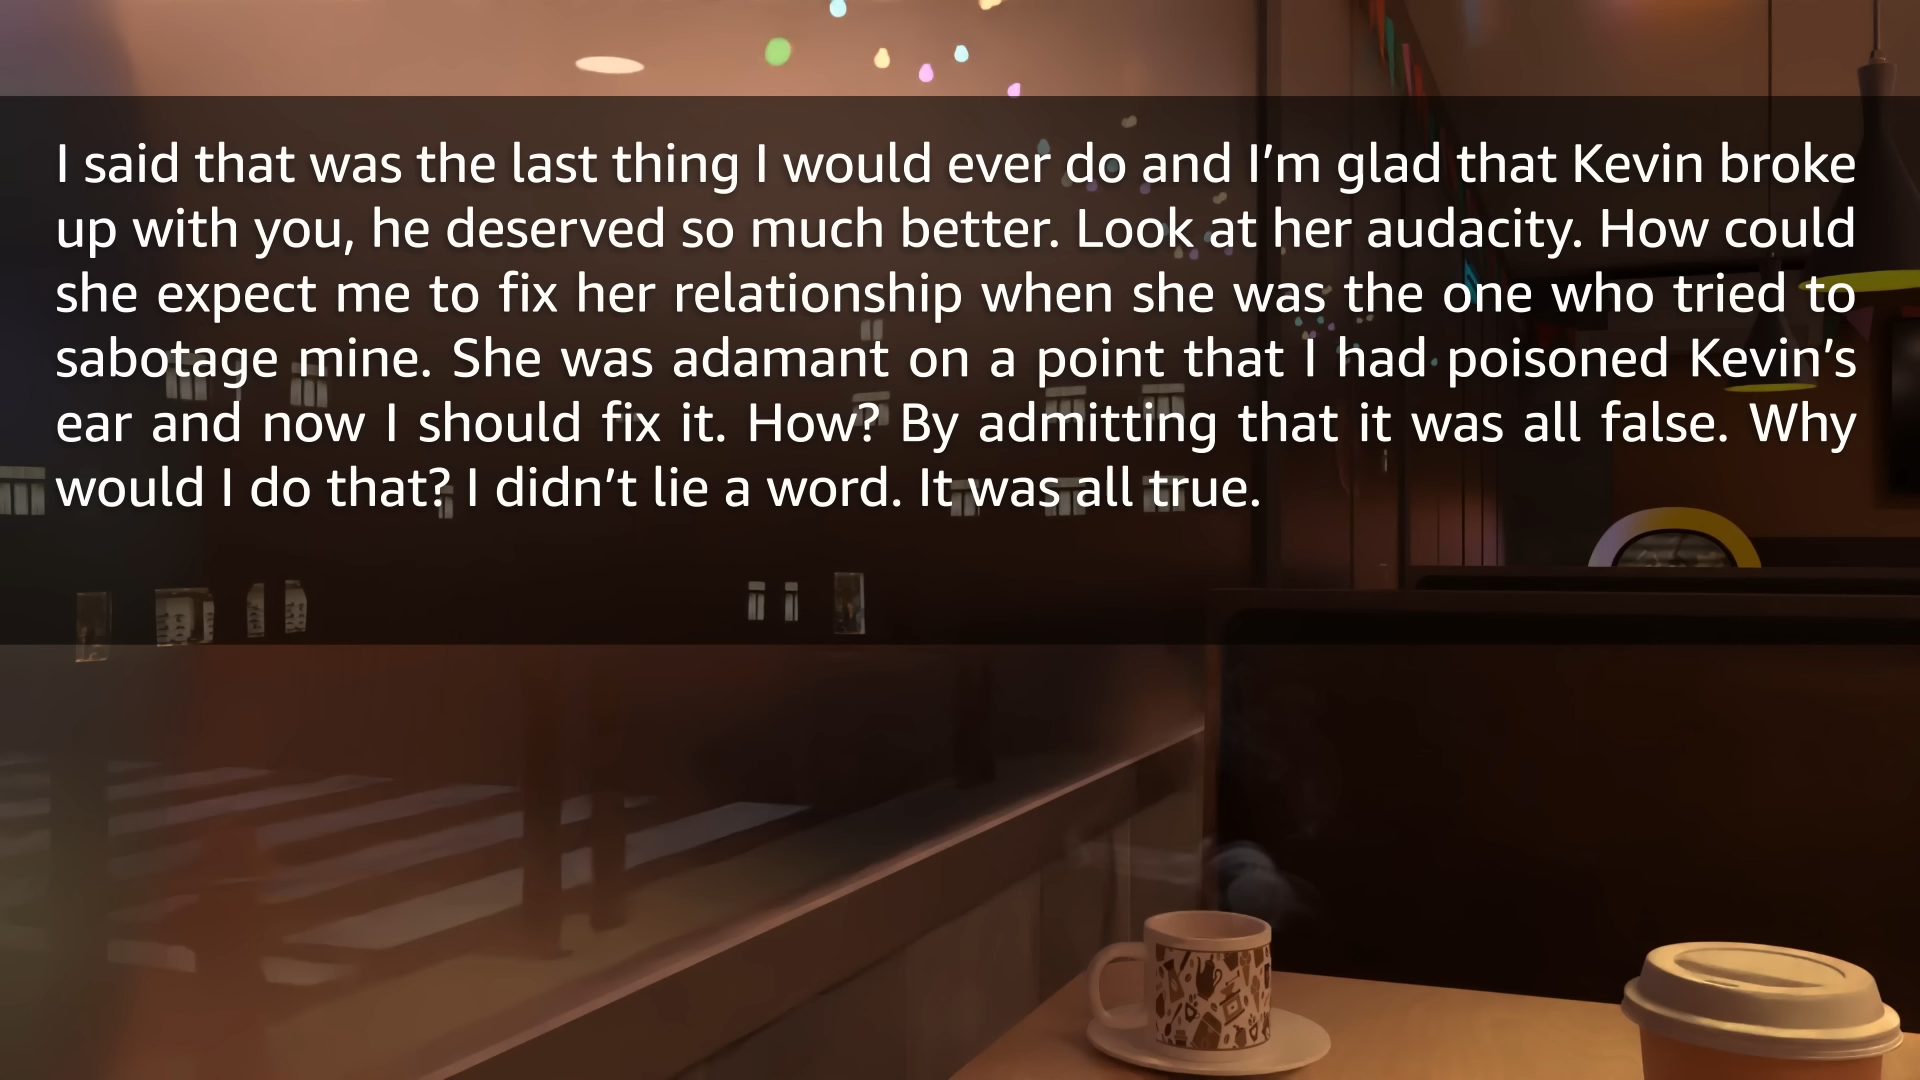 I said that was the last thing I would ever do and I’m glad that Kevin broke
up with you, he deserved so much better. Look at her audacity. How could
she expect me to fix her relationship when she was the one who tried to
sabotage mine. She was adamant on a point that I had poisoned Kevin’s
ear and now I should fix it. How? By admitting that it was all false. Why
would I do that? I didn’t lie a word. It was all true.